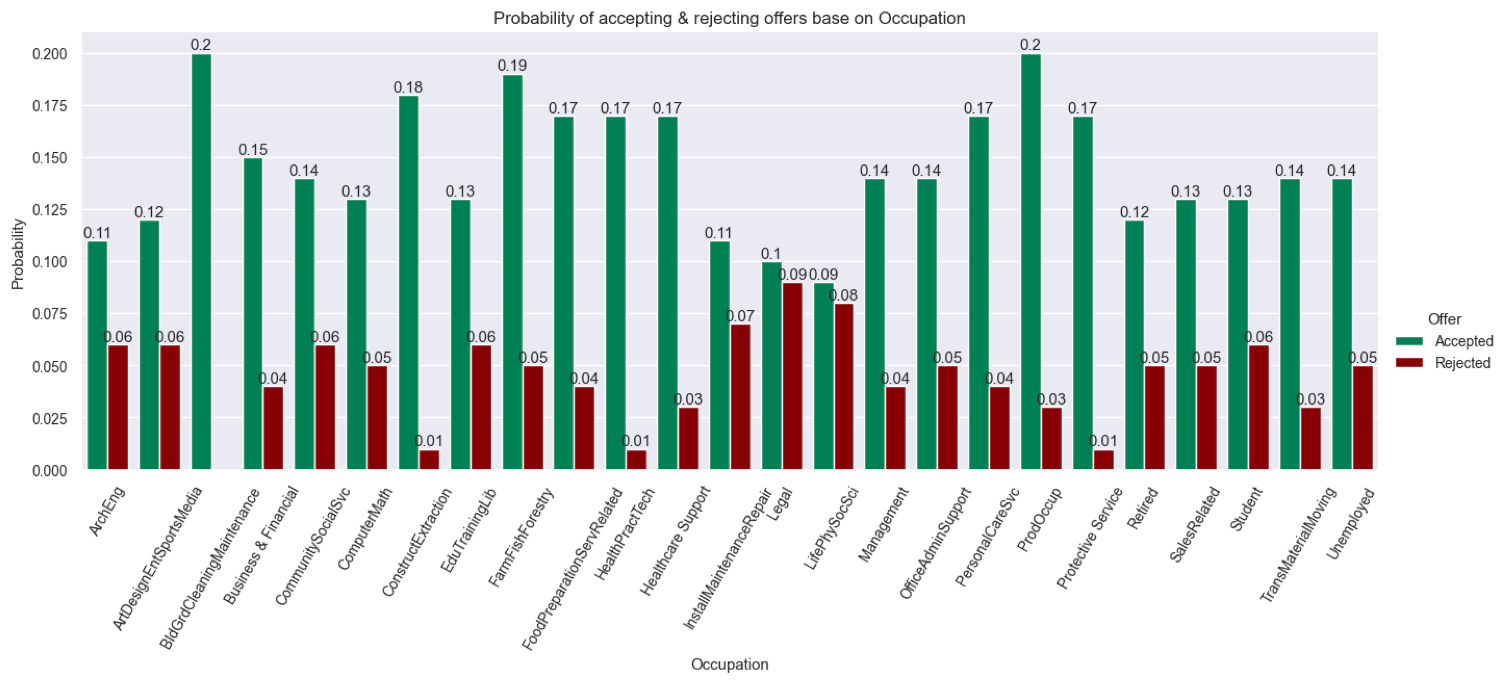 Probability of accepting & rejecting offers base on Occupation
Probability
0.200
0.175
0.150
0.125
0.100
0.075
0.050
0.025
0.000
0.11
0.06
0.12
0.06
0.2
0.15
0.04
0.14
0.06
0.13
0.05
0.18
0.01
0.13
0.06
0.19
0.05
0.17
0.04
0.17
0.01
0.17
0.03
0.11
0.07
0.1
0.09
0.09
0.08
0.14
0.04
0.14
0.05
0.17
0.04
0.2
0.03
0.17
0.01
0.12
0.05
0.13
0.05
0.13
0.06
0.14
0.03
0.14
0.05
Offer
Accepted
Rejected
ArchEng
ArtDesignEntSportsMedia
BldGrdCleaningMaintenance
Business & Financial
CommunitySocialSvc
ComputerMath
ConstructExtraction
EduTrainingLib
FarmFishForestry
FoodPreparationServRelated
HealthPractTech
Healthcare Support
InstallMaintenanceRepair
Legal
LifePhySocSci
Management
OfficeAdminSupport
PersonalCareSvc
ProdOccup
Protective Service
Retired
SalesRelated
Student
TransMaterialMoving
Unemployed
Occupation